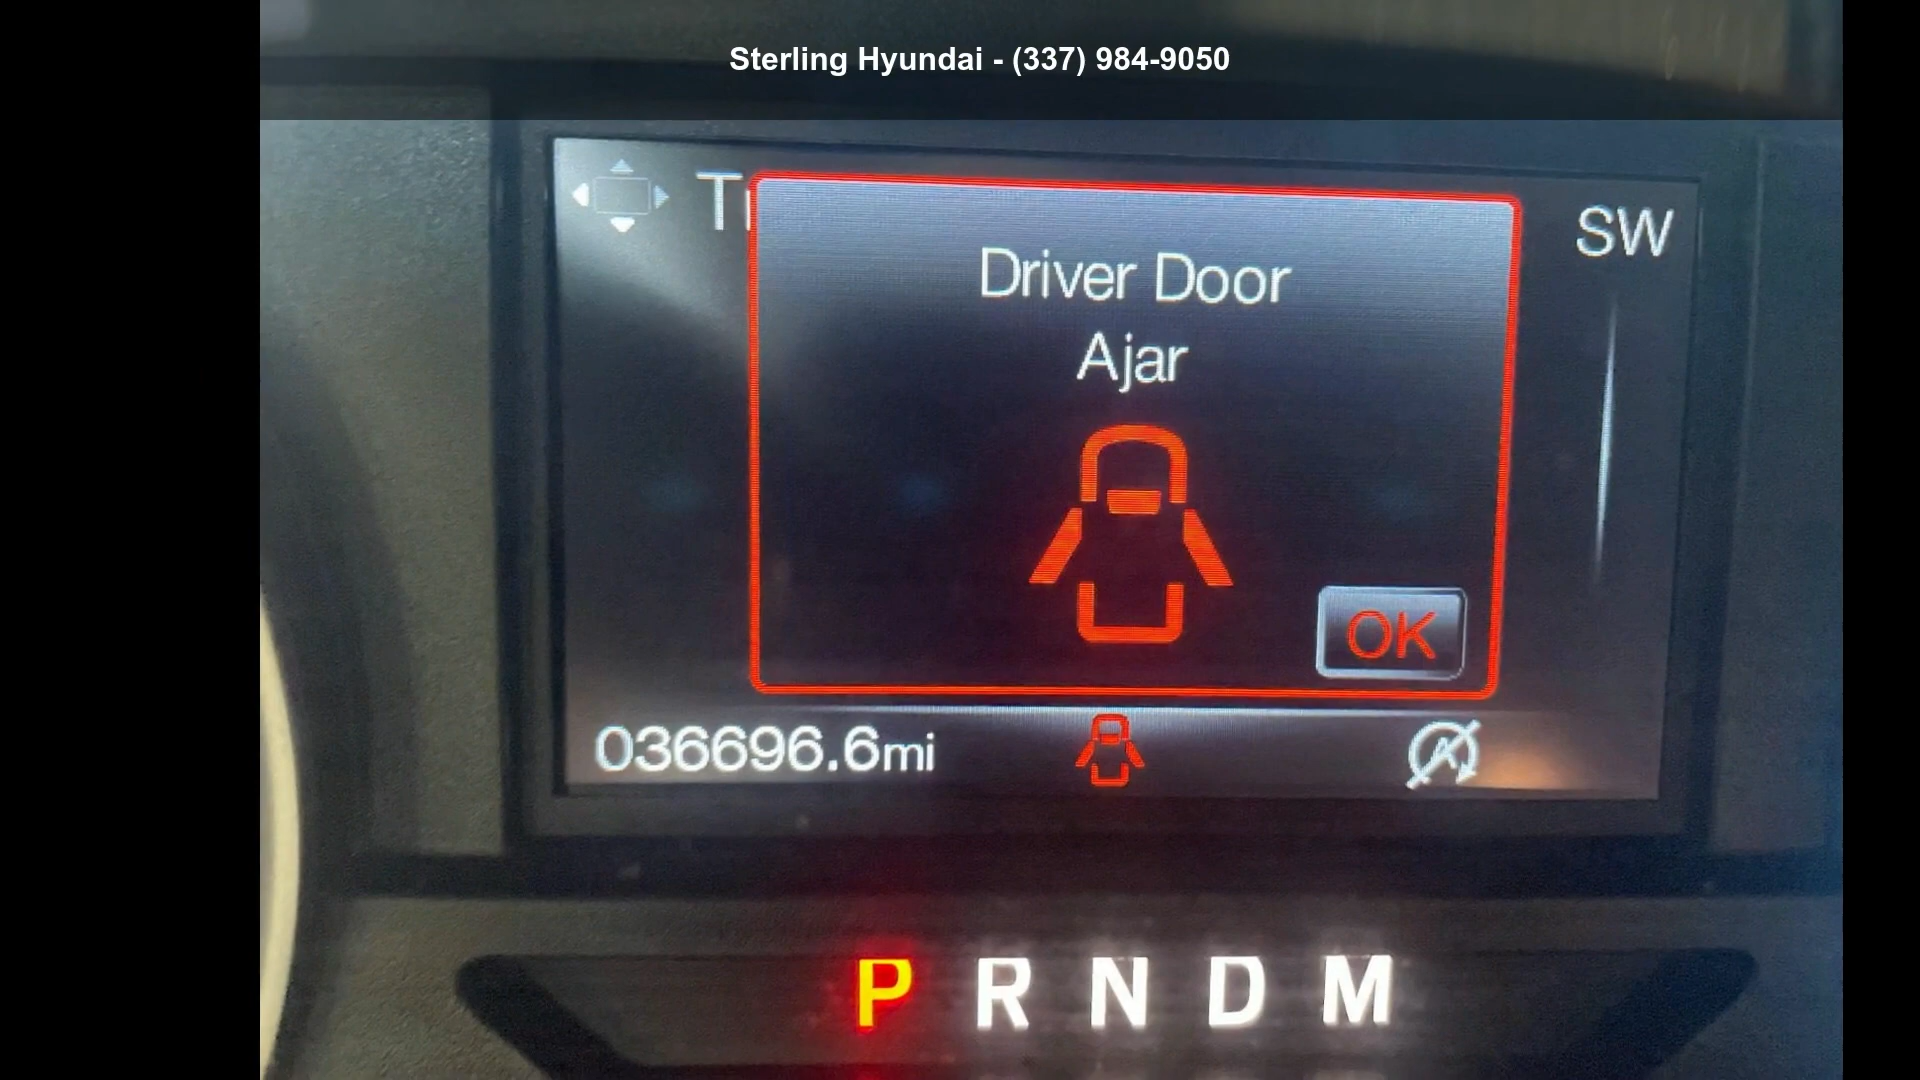 Sterling Hyundai - (337) 984-9050
SW
Driver Door
Ajar
OK
036696.6mi
P R N D M